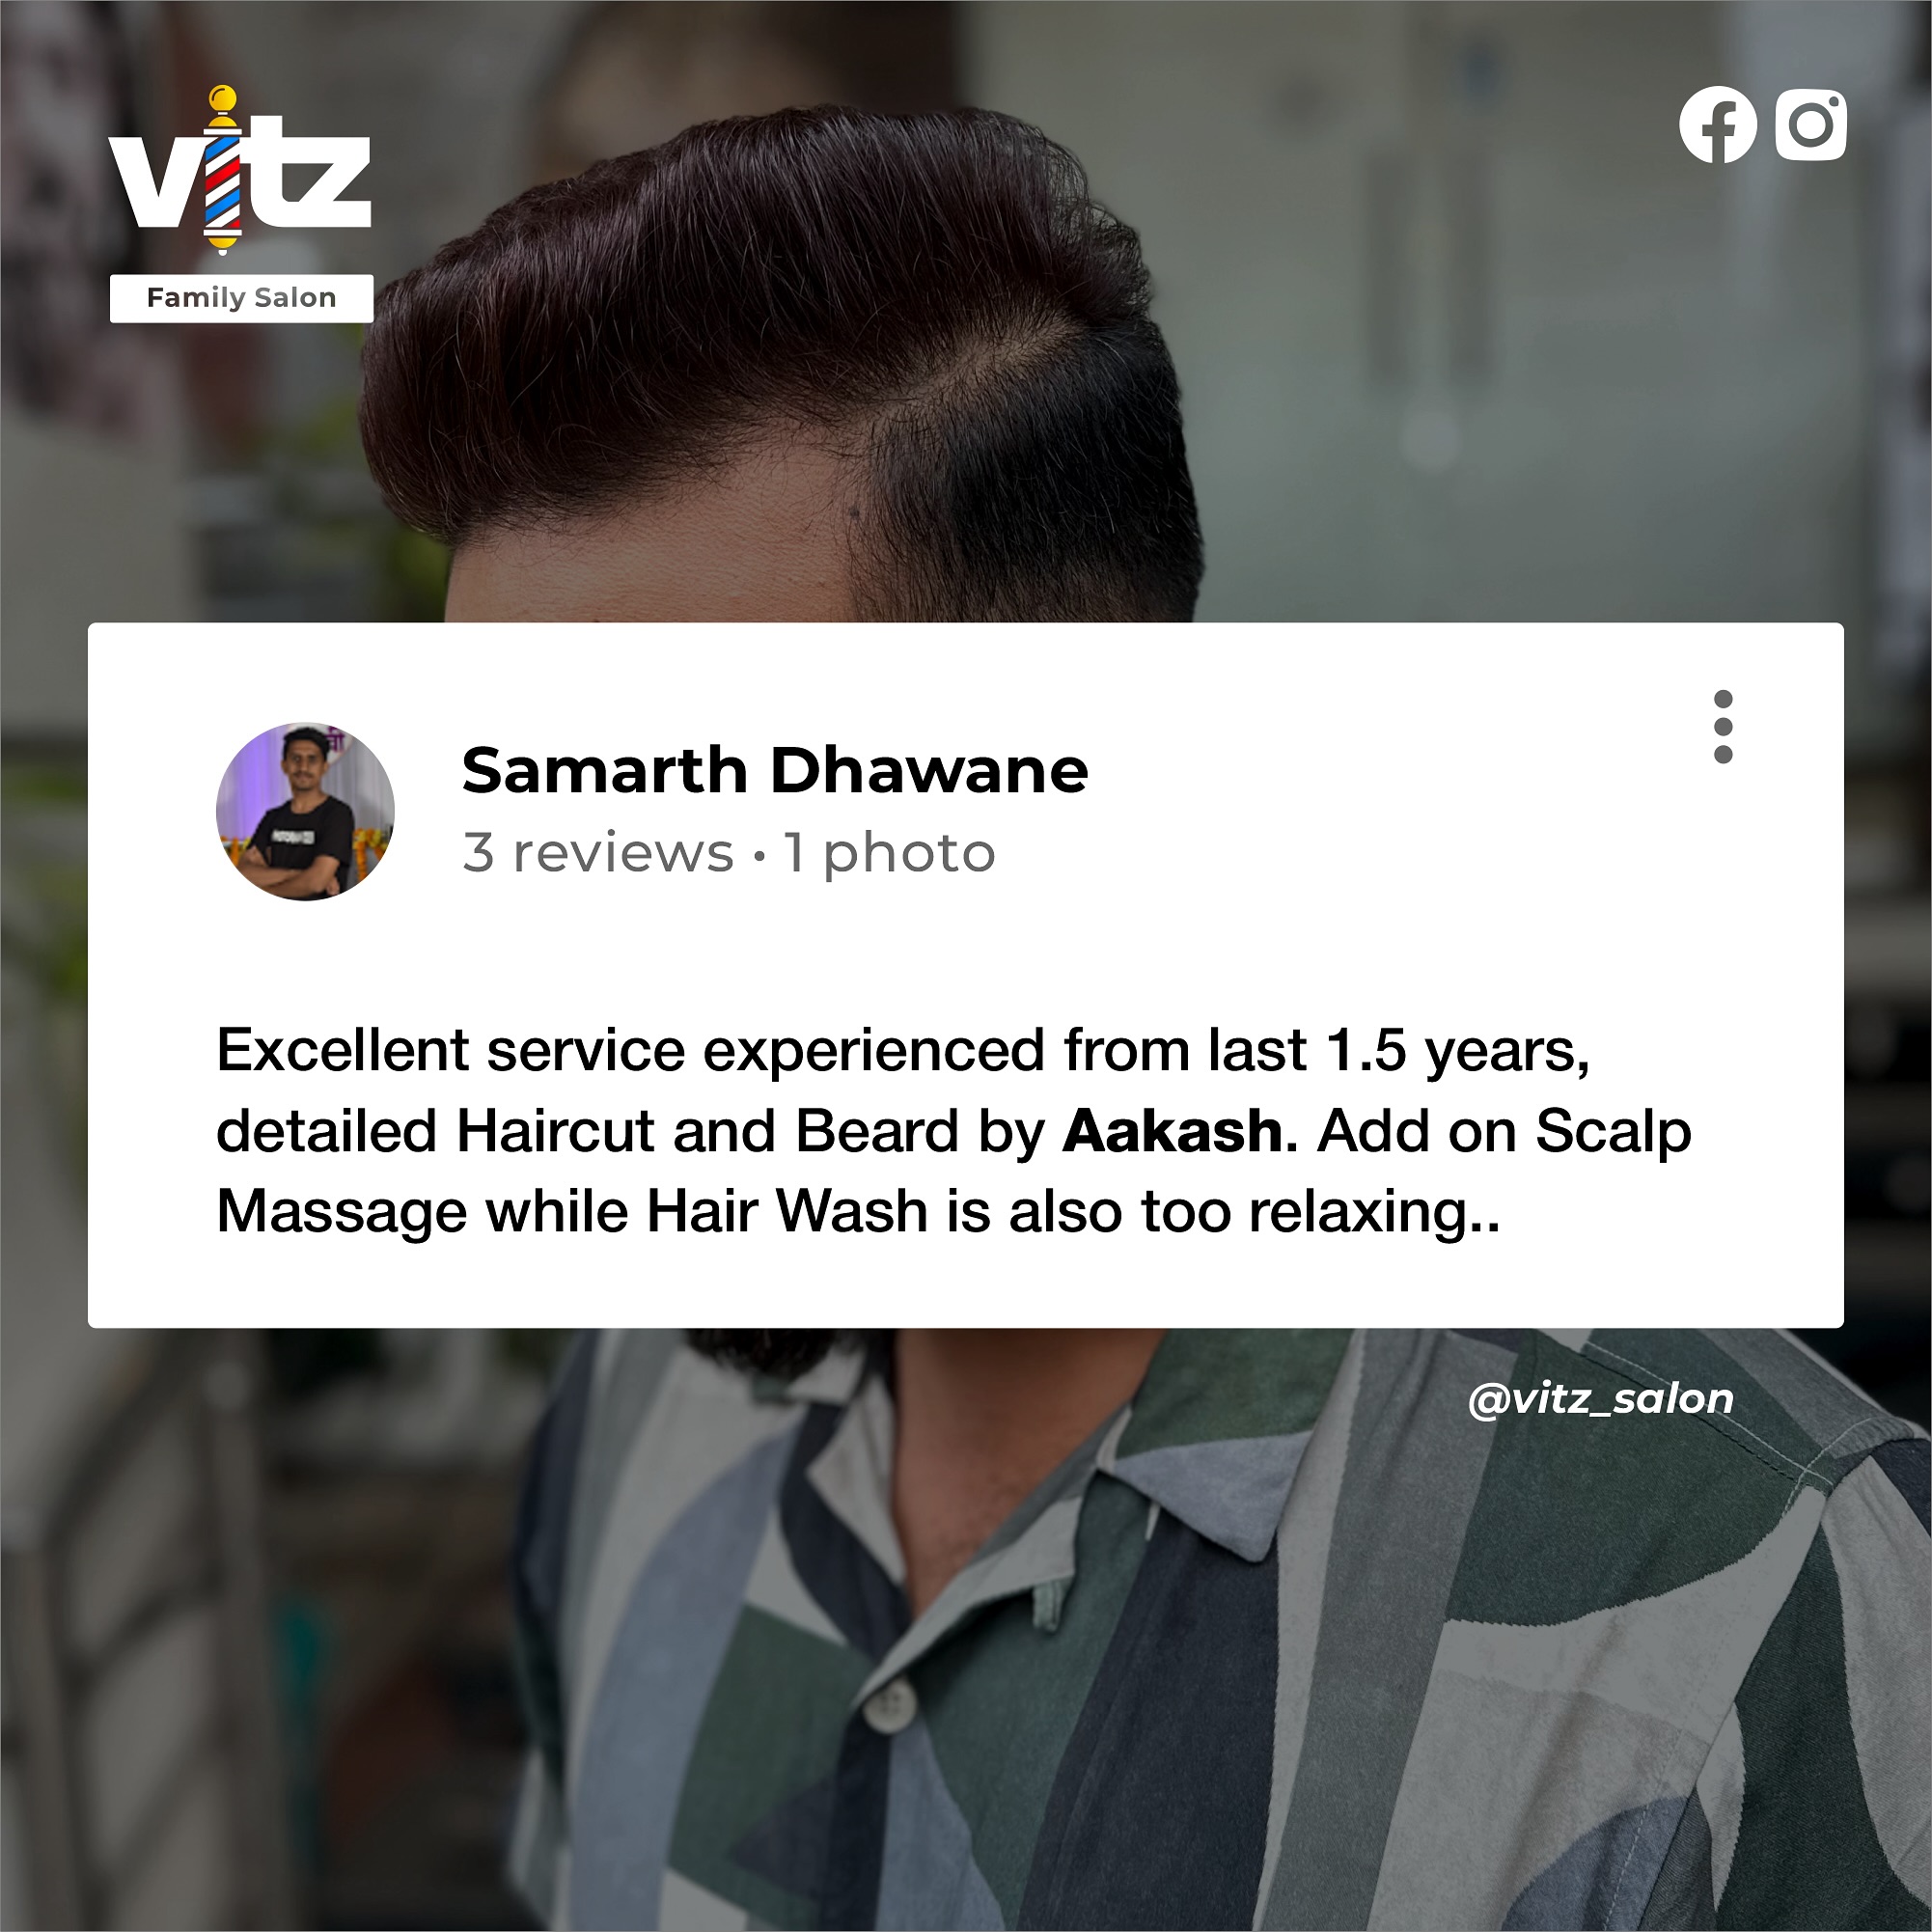 vitz
Family Salon
Samarth Dhawane
3 reviews • 1 photo
Excellent service experienced from last 1.5 years,
detailed Haircut and Beard by Aakash. Add on Scalp
Massage while Hair Wash is also too relaxing..
@vitz_salon